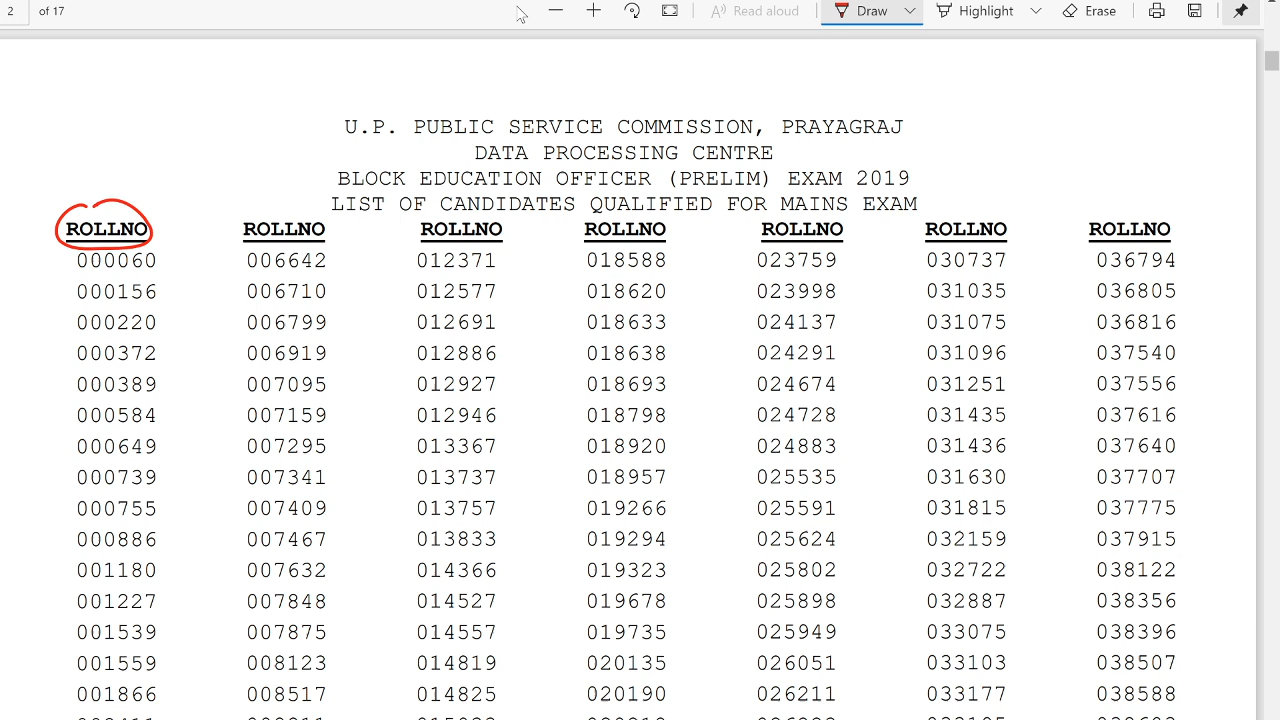 2 of 17 Read aloud Draw Highlight Erase
U.P. PUBLIC SERVICE COMMISSION, PRAYAGRAJ
DATA PROCESSING CENTRE
BLOCK EDUCATION OFFICER (PRELIM) EXAM 2019
LIST OF CANDIDATES QUALIFIED FOR MAINS EXAM
ROLLNO ROLLNO ROLLNO ROLLNO ROLLNO ROLLNO ROLLNO
000060 006642 012371 018588 023759 030737 036794
000156 006710 012577 018620 023998 031035 036805
000220 006799 012691 018633 024137 031075 036816
000372 006919 012886 018638 024291 031096 037540
000389 007095 012927 018693 024674 031251 037556
000584 007159 012946 018798 024728 031435 037616
000649 007295 013367 018920 024883 031436 037640
000739 007341 013737 018957 025535 031630 037707
000755 007409 013757 019266 025591 031815 037775
000886 007467 013833 019294 025624 032159 037915
001180 007632 014366 019323 025802 032722 038122
001227 007848 014527 019678 025898 032887 038356
001539 007875 014557 019735 025949 033075 038396
001559 008123 014819 020135 026051 033103 038507
001866 008517 014825 020190 026211 033177 038588